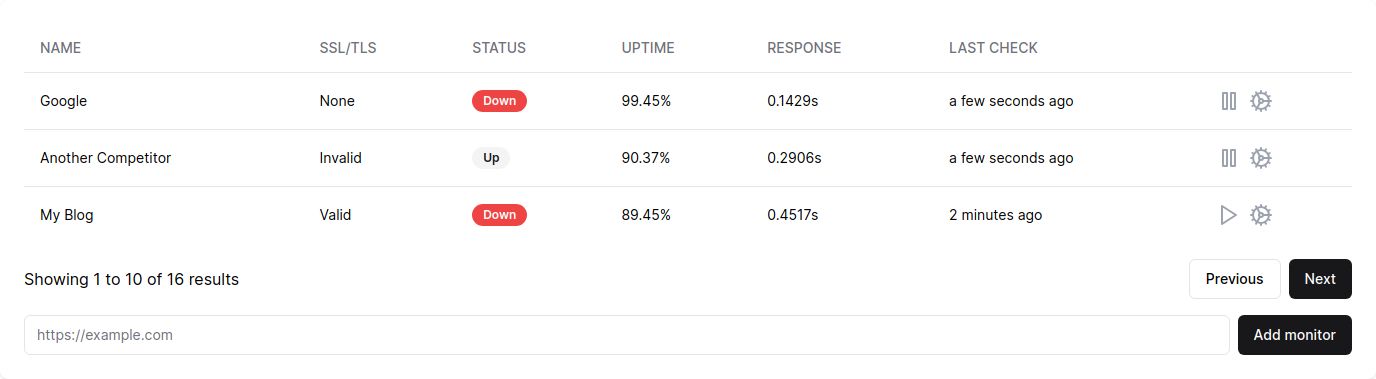 NAME SSL/TLS STATUS UPTIME RESPONSE LAST CHECK
Google None Down 99.45% 0.1429s a few seconds ago
Another Competitor Invalid Up 90.37% 0.2906s a few seconds ago
My Blog Valid Down 89.45% 0.4517s 2 minutes ago
Showing 1 to 10 of 16 results Previous Next
https://example.com Add monitor